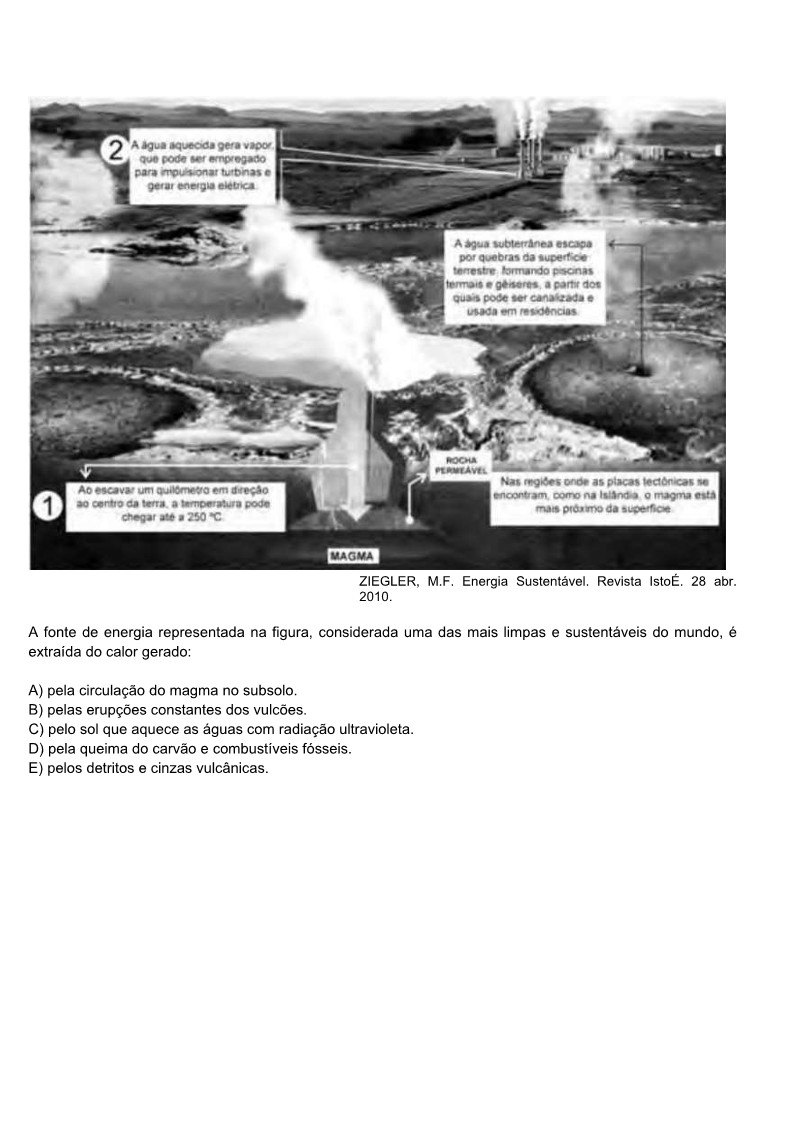 2
A água aquecida gera vapor,
que pode ser empregado
para impulsionar turbinas e
gerar energia elétrica.
A água subterrânea escapa
por quebras da superfície
terrestre, formando piscinas
termais e gêiseres, a partir dos
quais pode ser canalizada e
usada em residências.
ROCHA
PERMEÁVEL
1
Ao escavar um quilômetro em direção
ao centro da terra, a temperatura pode
chegar até a 250 ºC.
Nas regiões onde as placas tectônicas se
encontram, como na Islândia, o magma está
mais próximo da superfície.
MAGMA
ZIEGLER, M.F. Energia Sustentável. Revista IstoÉ. 28 abr.
2010.
A fonte de energia representada na figura, considerada uma das mais limpas e sustentáveis do mundo, é
extraída do calor gerado:
A) pela circulação do magma no subsolo.
B) pelas erupções constantes dos vulcões.
C) pelo sol que aquece as águas com radiação ultravioleta.
D) pela queima do carvão e combustíveis fósseis.
E) pelos detritos e cinzas vulcânicas.